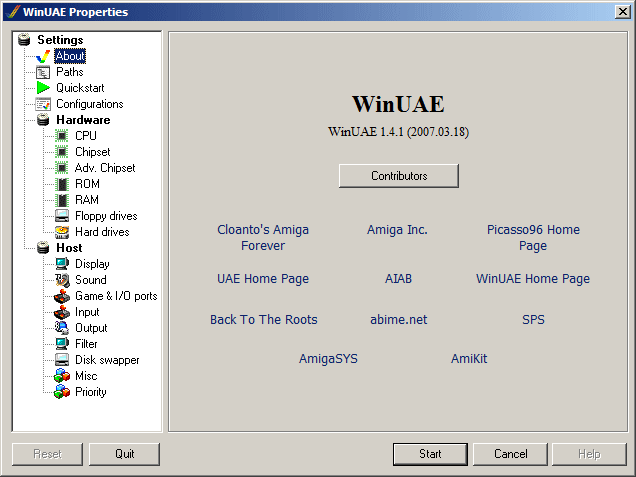 WinUAE Properties
Settings
About
Paths
Quickstart
Configurations
Hardware
CPU
Chipset
Adv. Chipset
ROM
RAM
Floppy drives
Hard drives
Host
Display
Sound
Game & I/O ports
Input
Output
Filter
Disk swapper
Misc
Priority
WinUAE
WinUAE 1.4.1 (2007.03.18)
Contributors
Cloanto's Amiga
Forever
Amiga Inc.
Picasso96 Home
Page
UAE Home Page
AIAB
WinUAE Home Page
Back To The Roots
abime.net
SPS
AmigaSYS
AmiKit
Reset
Quit
Start
Cancel
Help